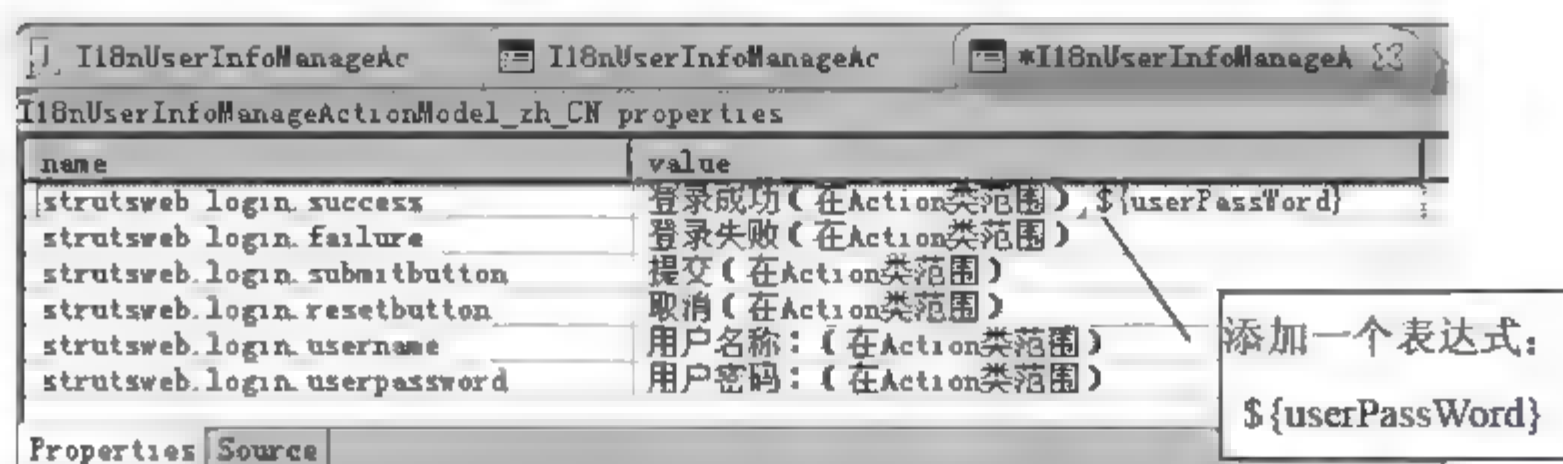 I18nUserInfoManageAc I18nUserInfoManageAc *I18nUserInfoManageA
I18nUserInfoManageActionModel_zh_CN properties
name value
strutsweb login. success 登录成功(在Action类范围),${userPassWord}
strutsweb login. failure 登录失败(在Action类范围)
strutsweb.login.submitbutton 提交(在Action类范围)
strutsweb.login.resetbutton 取消(在Action类范围)
strutsweb.login.username 用户名称:(在Action类范围)
strutsweb.login.userpassword 用户密码:(在Action类范围)
添加一个表达式:
${userPassWord}
Properties Source